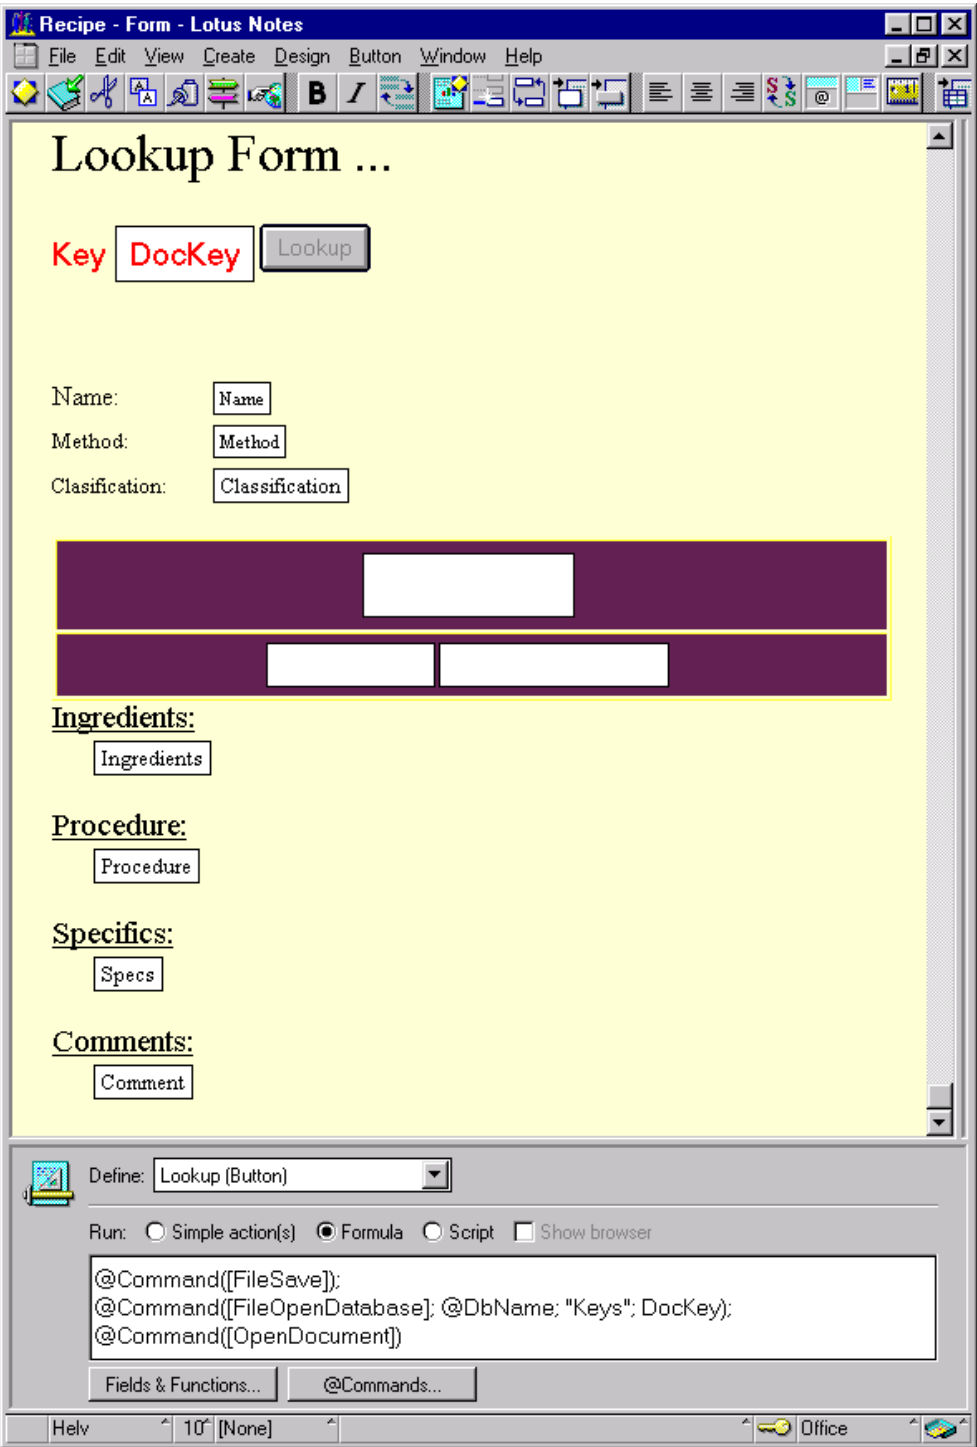 Recipe - Form - Lotus Notes
File Edit View Create Design Button Window Help
B I S S @
Lookup Form ...
Key DocKey Lookup
Name: Name
Method: Method
Clasification: Classification
Ingredients:
Ingredients
Procedure:
Procedure
Specifics:
Specs
Comments:
Comment
Define: Lookup (Button)
Run: Simple action(s) Formula Script Show browser
@Command([FileSave]);
@Command([FileOpenDatabase]; @DbName; "Keys"; DocKey);
@Command([OpenDocument])
Fields & Functions... @Commands...
Helv 10 [None] Office